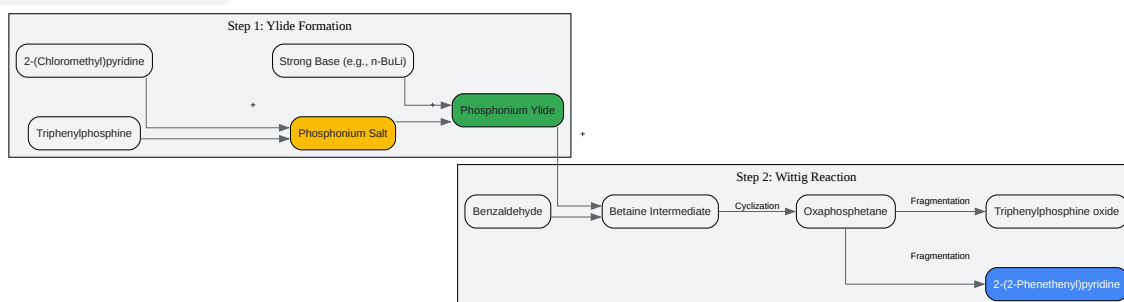 Step 1: Ylide Formation
2-(Chloromethyl)pyridine
Strong Base (e.g., n-BuLi)
+
+
Phosphonium Ylide
Triphenylphosphine
Phosphonium Salt
+
Step 2: Wittig Reaction
Benzaldehyde
Betaine Intermediate
Cyclization
Oxaphosphetane
Fragmentation
Triphenylphosphine oxide
Fragmentation
2-(2-Phenethenyl)pyridine